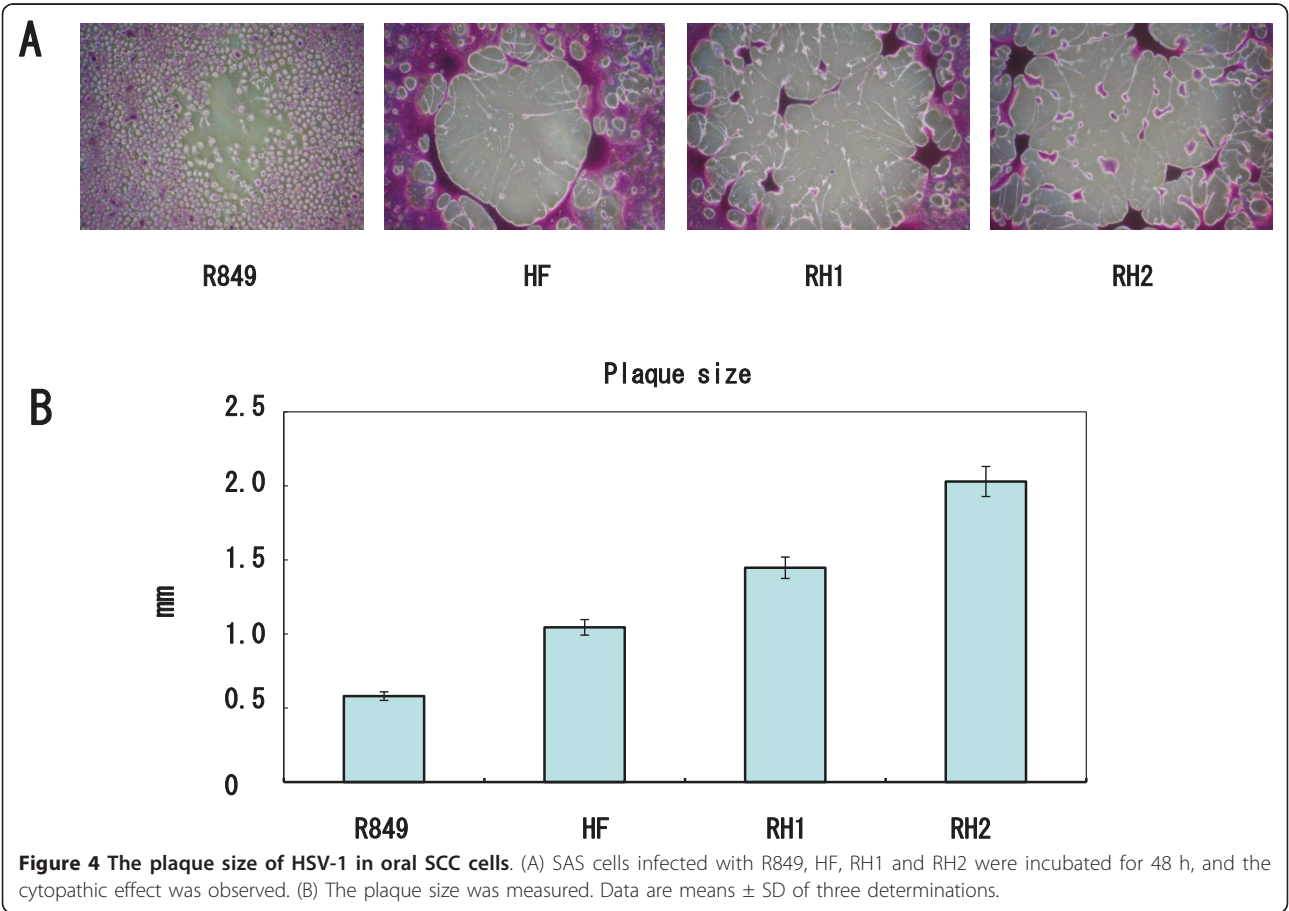 A
R849 HF RH1 RH2
Plaque size
B
2.5
2.0
1.5
mm
1.0
0.5
0
R849 HF RH1 RH2
Figure 4 The plaque size of HSV-1 in oral SCC cells. (A) SAS cells infected with R849, HF, RH1 and RH2 were incubated for 48 h, and the
cytopathic effect was observed. (B) The plaque size was measured. Data are means ± SD of three determinations.